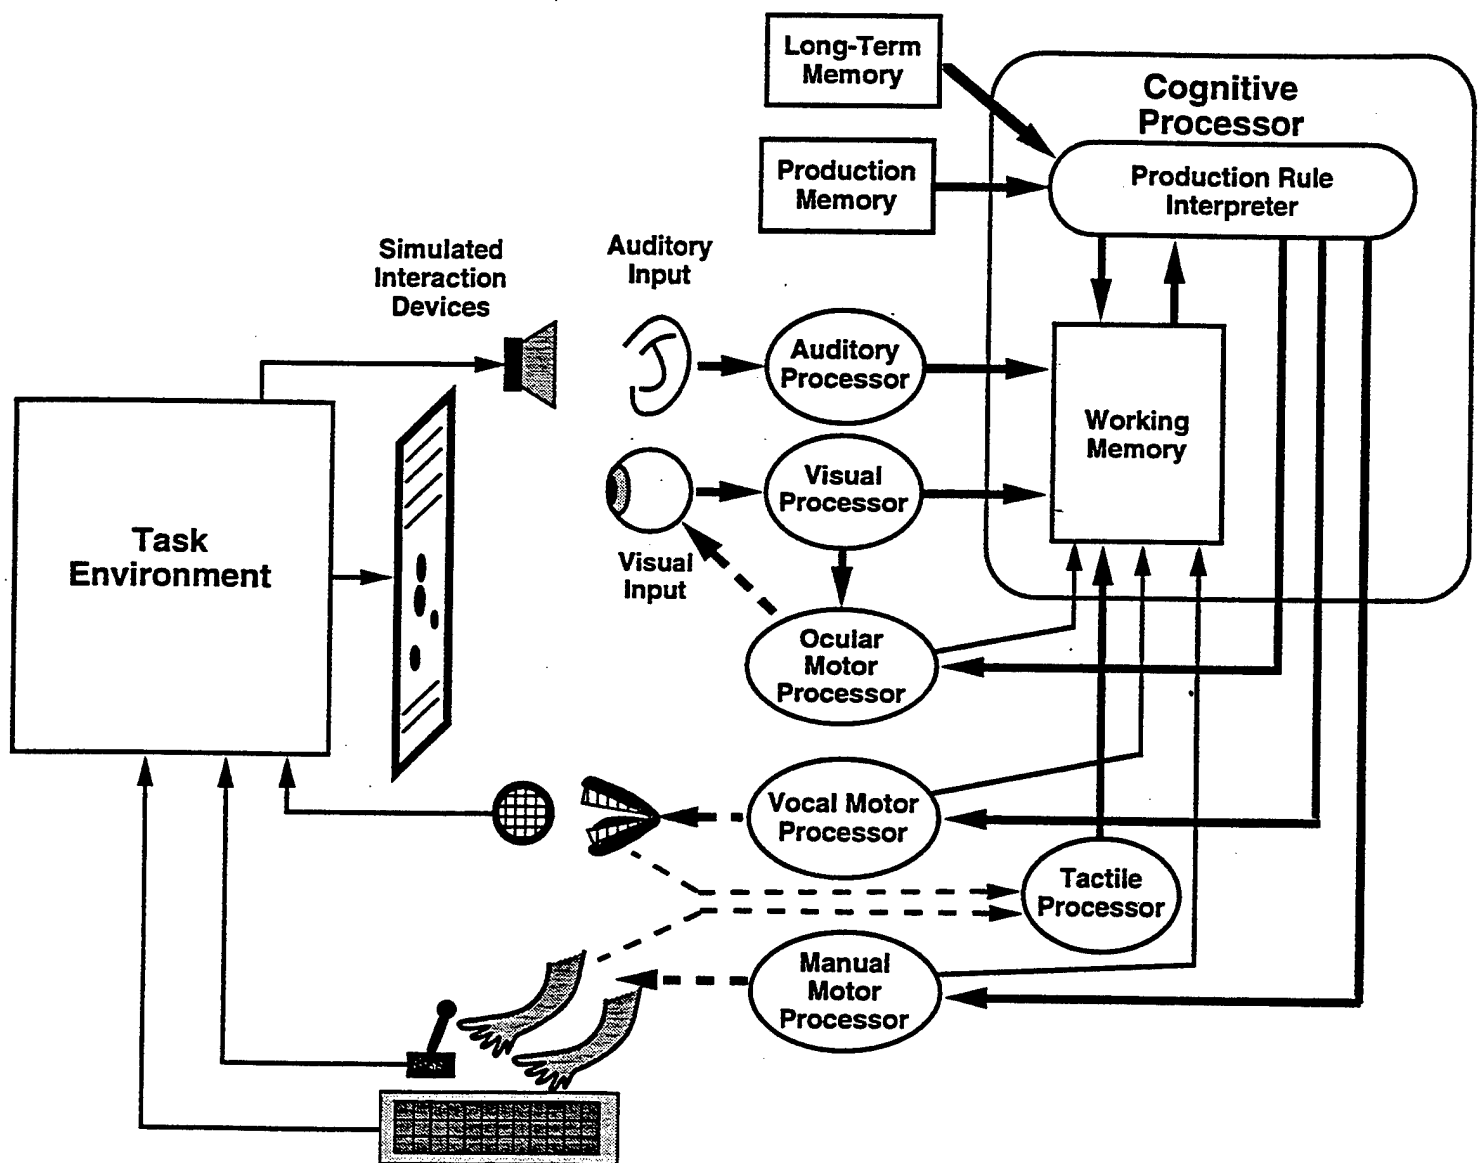 Long-Term
Memory
Cognitive
Processor
Production
Memory
Production Rule
Interpreter
Simulated
Interaction
Devices
Auditory
Input
Auditory
Processor
Working
Memory
Visual
Processor
Task
Environment
Visual
Input
Ocular
Motor
Processor
Vocal Motor
Processor
Tactile
Processor
Manual
Motor
Processor